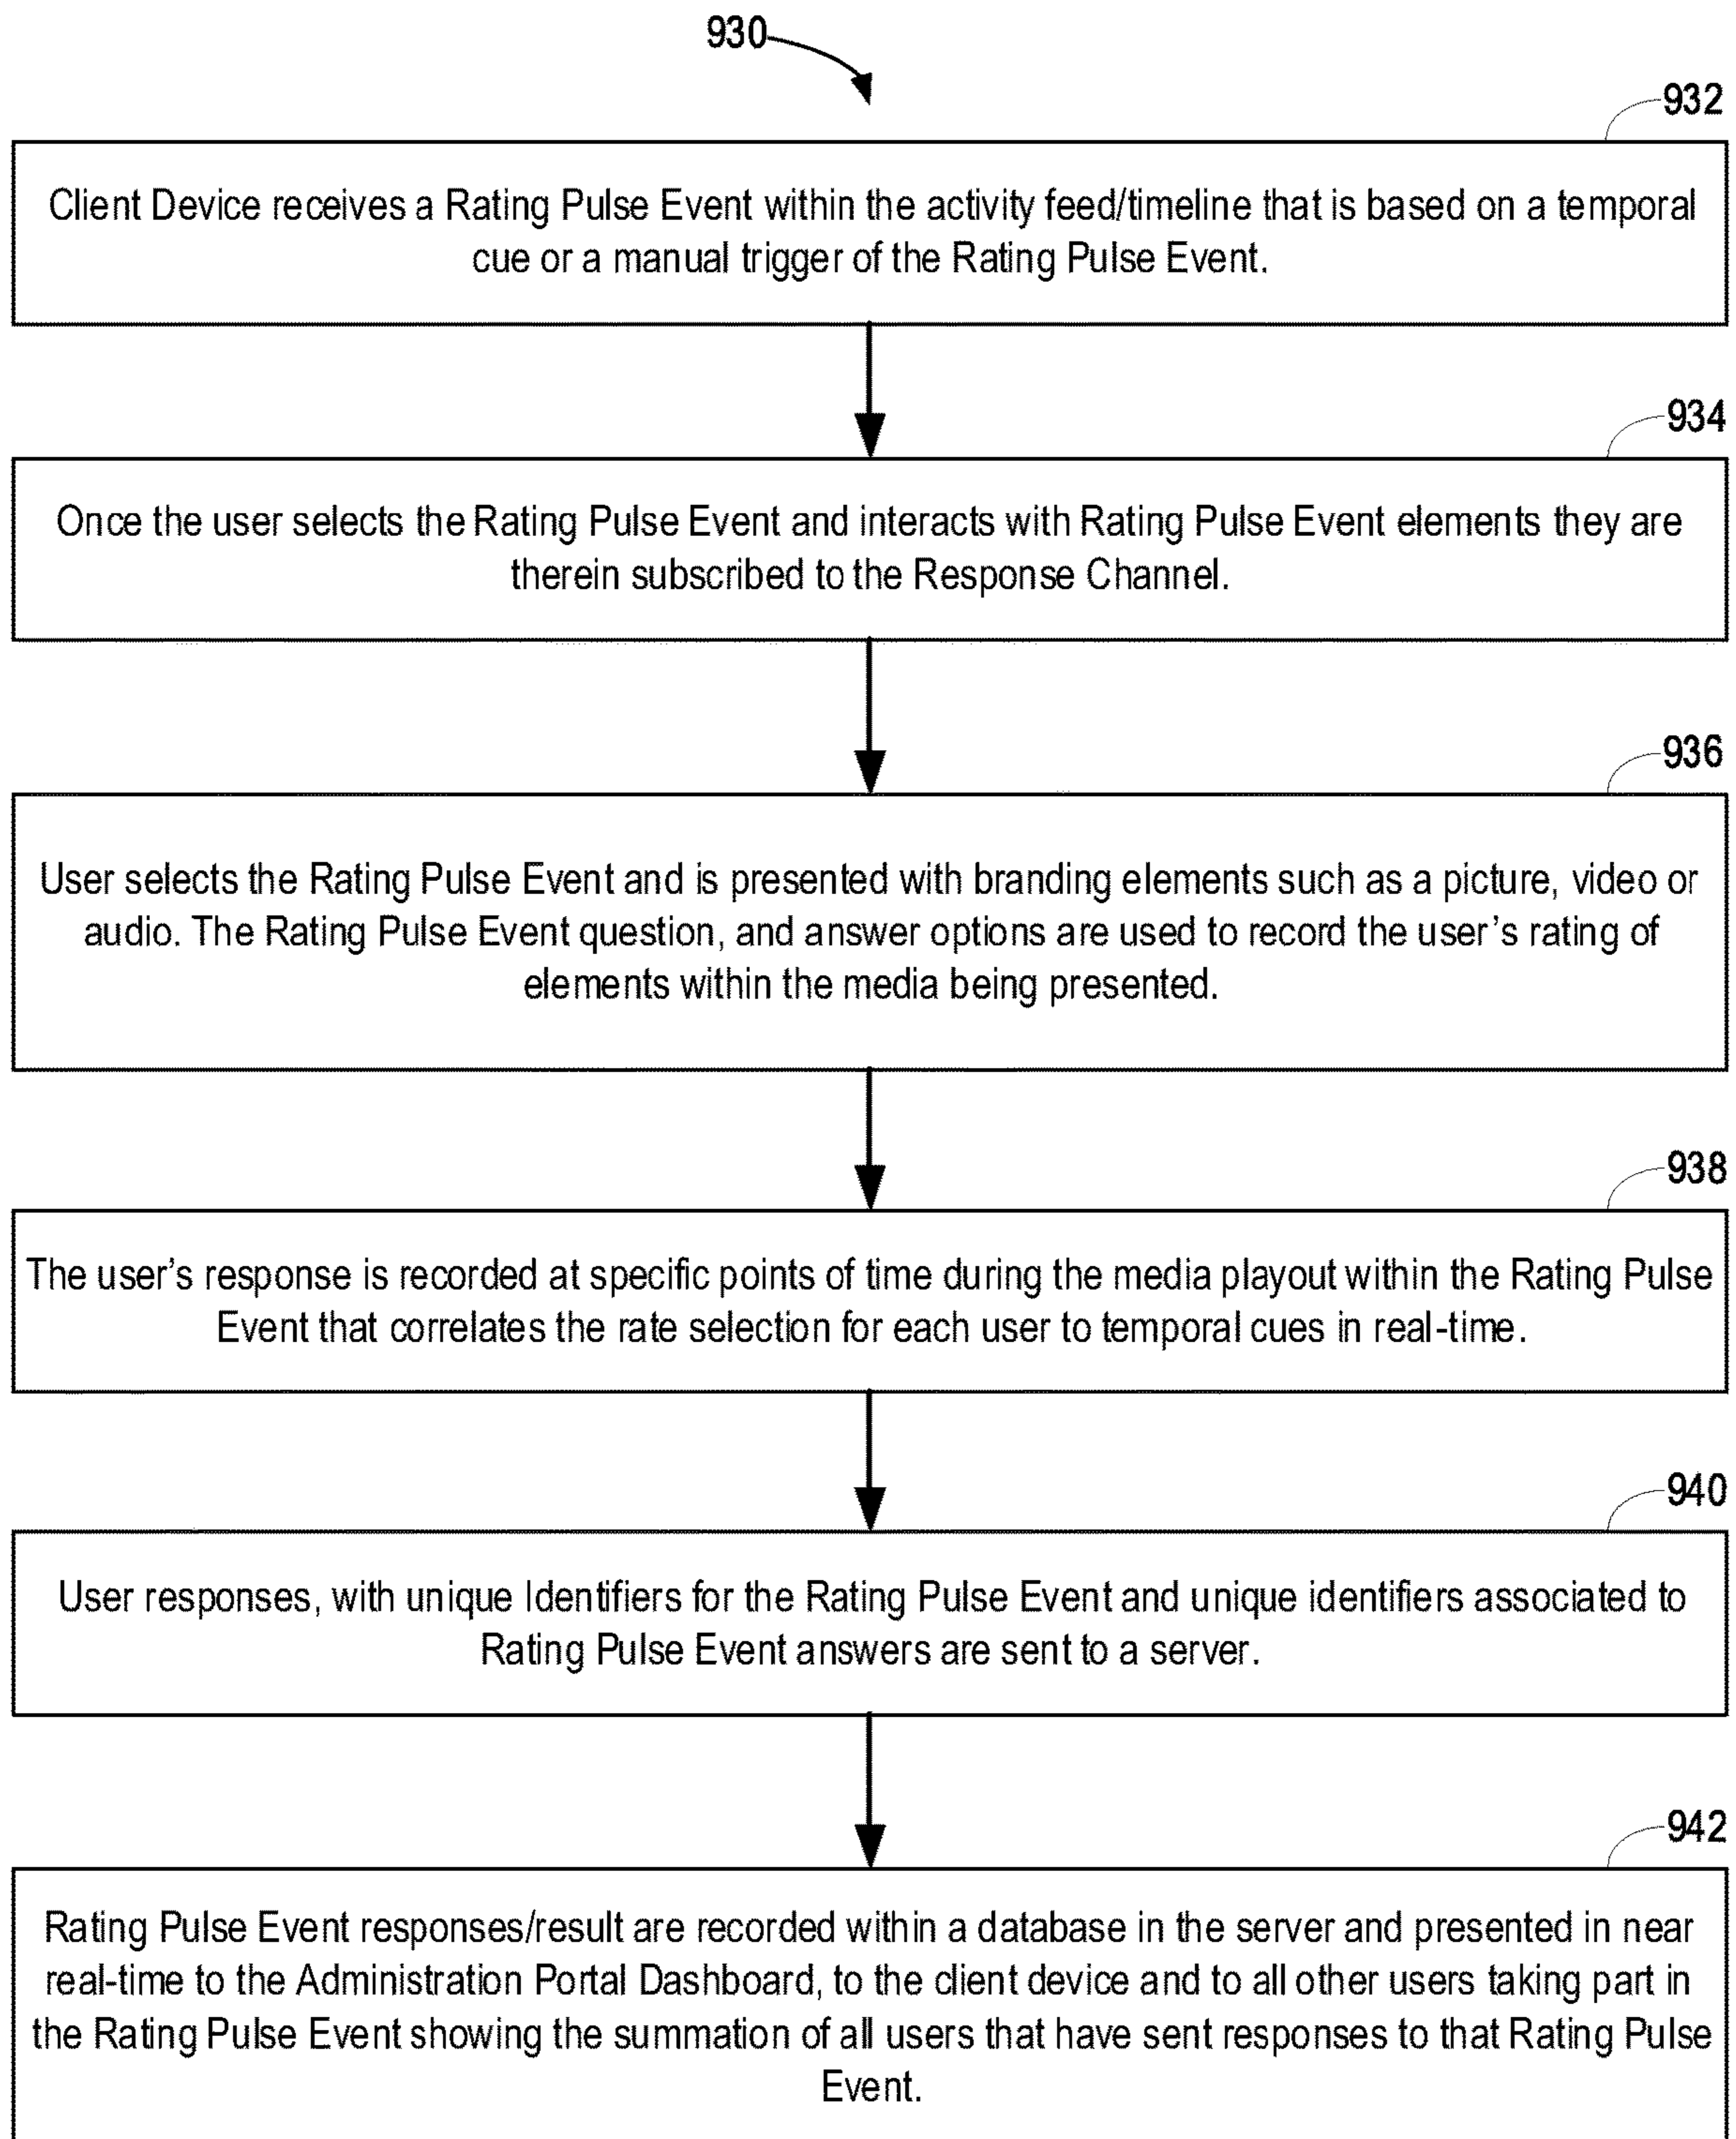 930
932
Client Device receives a Rating Pulse Event within the activity feed/timeline that is based on a temporal
cue or a manual trigger of the Rating Pulse Event.
934
Once the user selects the Rating Pulse Event and interacts with Rating Pulse Event elements they are
therein subscribed to the Response Channel.
936
User selects the Rating Pulse Event and is presented with branding elements such as a picture, video or
audio. The Rating Pulse Event question, and answer options are used to record the user's rating of
elements within the media being presented.
938
The user's response is recorded at specific points of time during the media playout within the Rating Pulse
Event that correlates the rate selection for each user to temporal cues in real-time.
940
User responses, with unique Identifiers for the Rating Pulse Event and unique identifiers associated to
Rating Pulse Event answers are sent to a server.
942
Rating Pulse Event responses/result are recorded within a database in the server and presented in near
real-time to the Administration Portal Dashboard, to the client device and to all other users taking part in
the Rating Pulse Event showing the summation of all users that have sent responses to that Rating Pulse
Event.